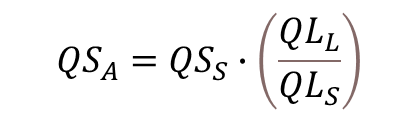 QS_A = QS_S · (QL_L / QL_S)